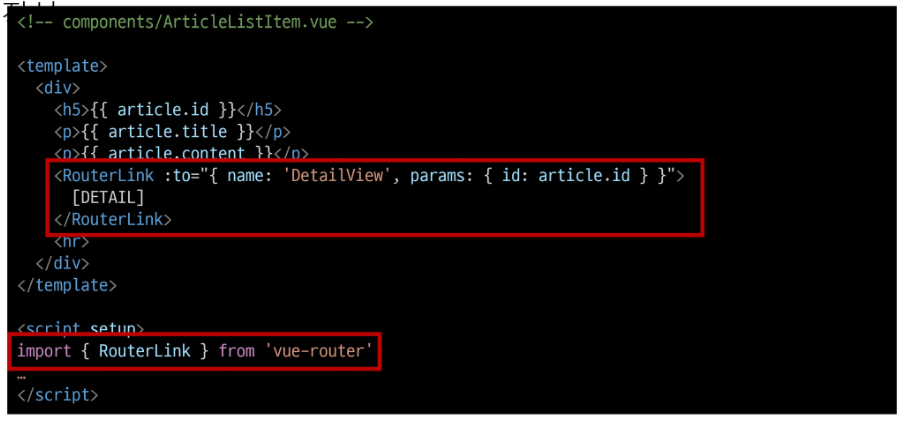 <!-- components/ArticleListItem.vue -->
<template>
<div>
<h5>{{ article.id }}</h5>
<p>{{ article.title }}</p>
<p>{{ article.content }}</p>
<RouterLink :to="{ name: 'DetailView', params: { id: article.id } }">
[DETAIL]
</RouterLink>
<hr>
</div>
</template>
<script setup>
import { RouterLink } from 'vue-router'
…
</script>